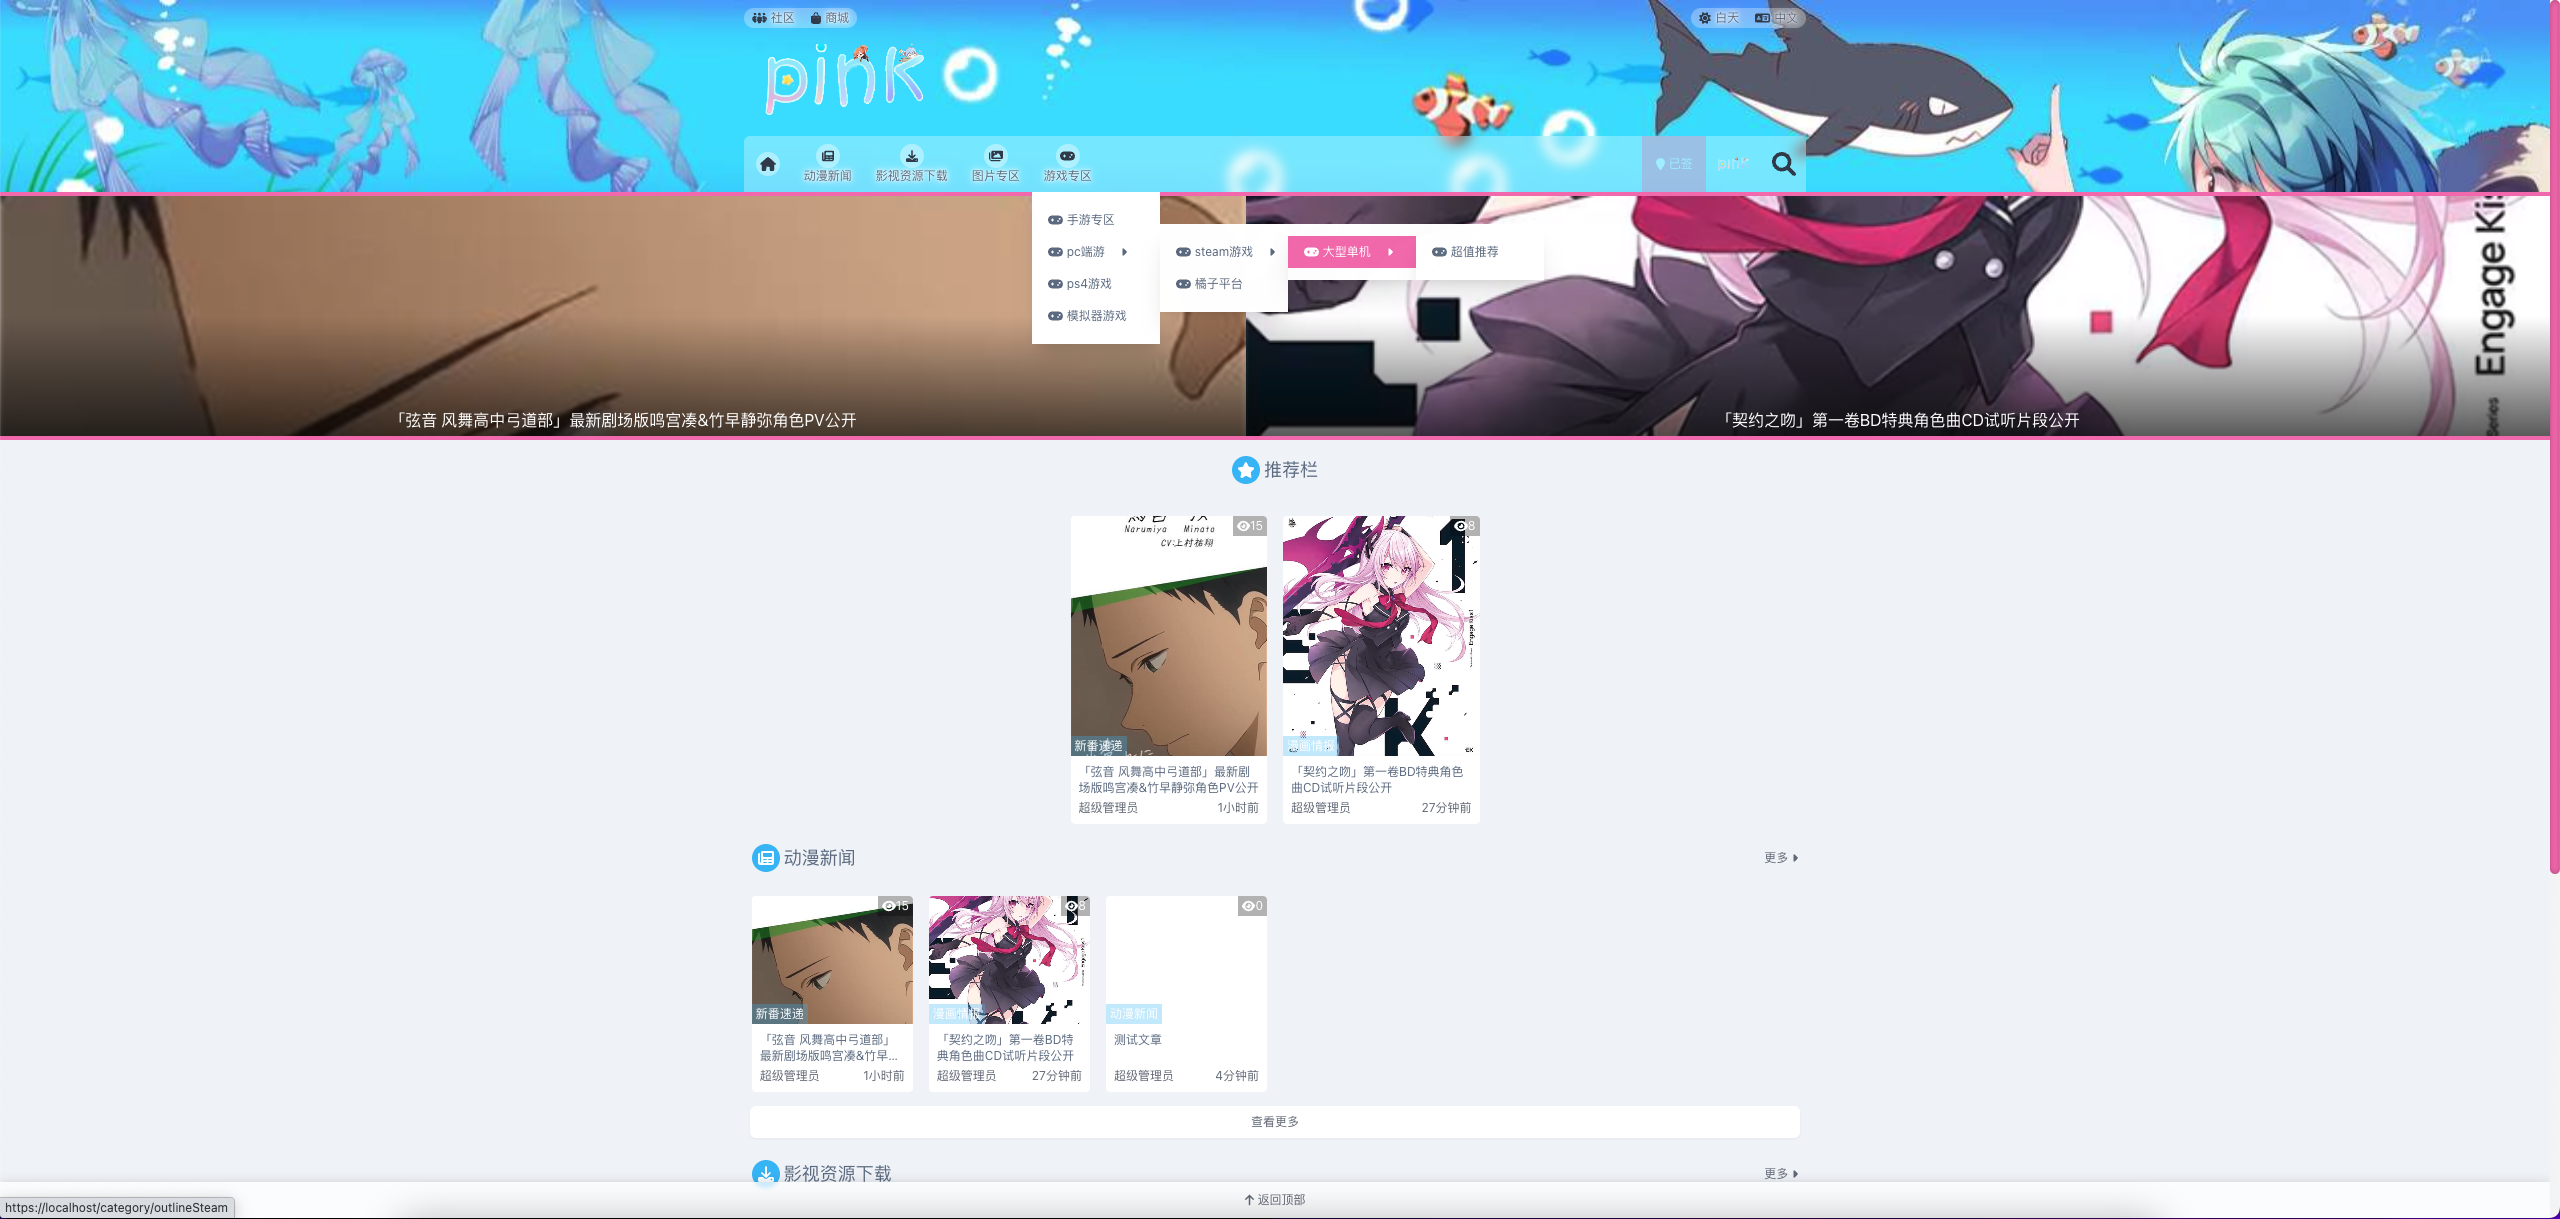 社区 商城
白天 中文
pink
动漫新闻 影视资源下载 图片专区 游戏专区
已签 pink
手游专区
pc端游 steam游戏 大型单机 超值推荐
ps4游戏 橘子平台
模拟器游戏
Engage Kis
Series
「弦音 风舞高中弓道部」最新剧场版鸣宫凑&竹早静弥角色PV公开
「契约之吻」第一卷BD特典角色曲CD试听片段公开
推荐栏
15
Narumiya Minato
CV:上村祐翔
新番速递
「弦音 风舞高中弓道部」最新剧
场版鸣宫凑&竹早静弥角色PV公开
超级管理员 1小时前
8
漫画情报
「契约之吻」第一卷BD特典角色
曲CD试听片段公开
超级管理员 27分钟前
动漫新闻 更多
15
新番速递
「弦音 风舞高中弓道部」
最新剧场版鸣宫凑&竹早...
超级管理员 1小时前
8
漫画情报
「契约之吻」第一卷BD特
典角色曲CD试听片段公开
超级管理员 27分钟前
0
动漫新闻
测试文章
超级管理员 4分钟前
查看更多
影视资源下载 更多
返回顶部
https://localhost/category/outlineSteam